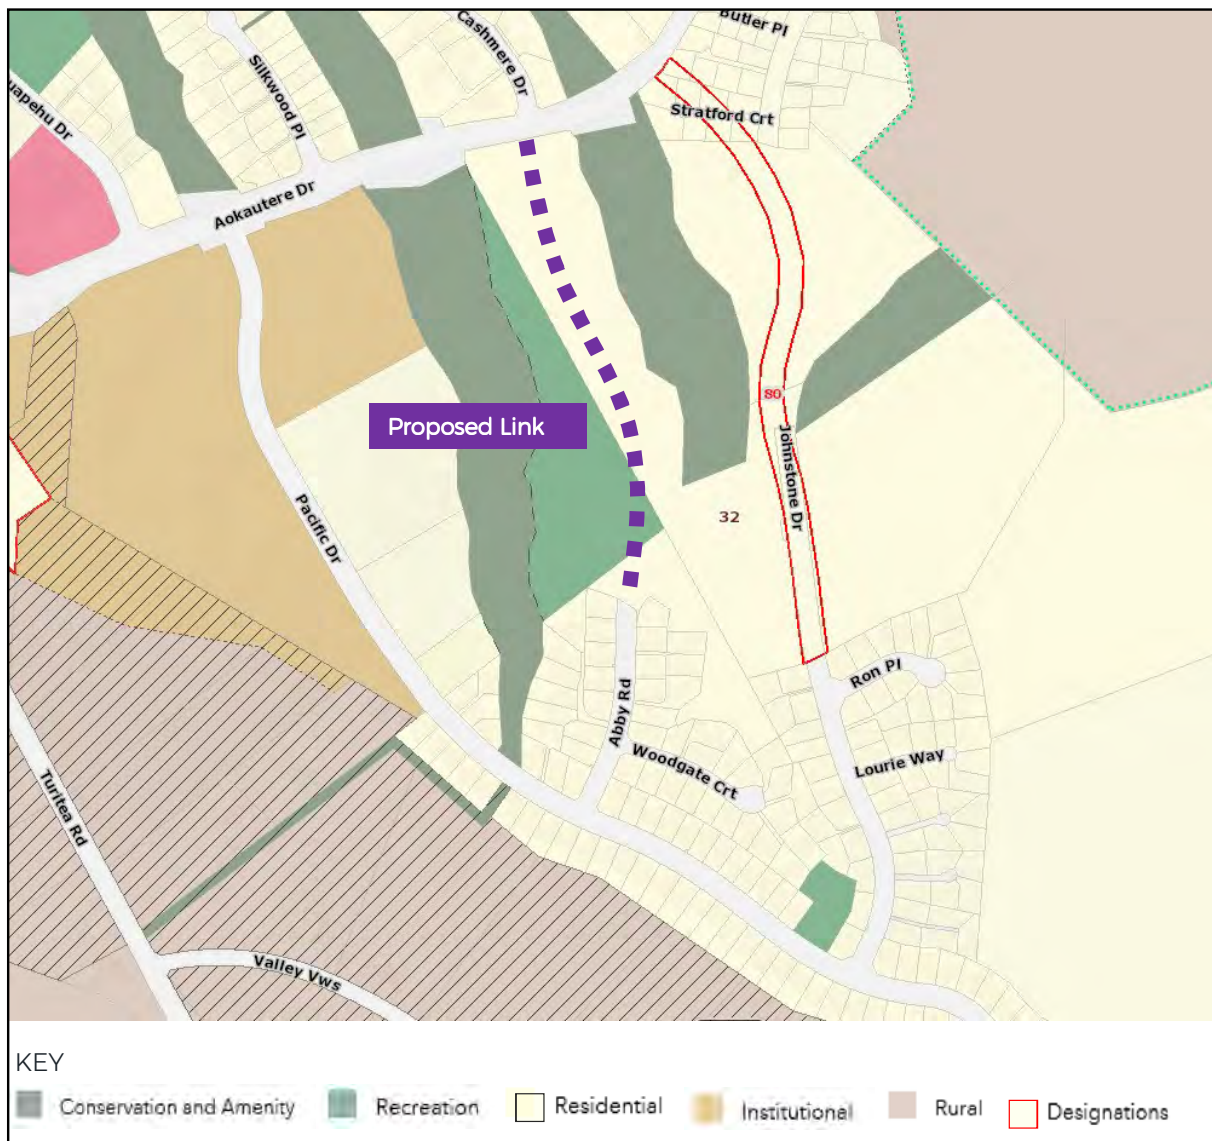 Butler Pl
Cashmere Dr
Silkwood Pl
uapehu Dr
Stratford Crt
Aokautere Dr
80
Proposed Link
Johnstone Dr
Pacific Dr
32
Ron Pl
Abby Rd
Woodgate Crt
Lourie Way
Turitea Rd
Valley Vws
KEY
Conservation and Amenity Recreation Residential Institutional Rural Designations